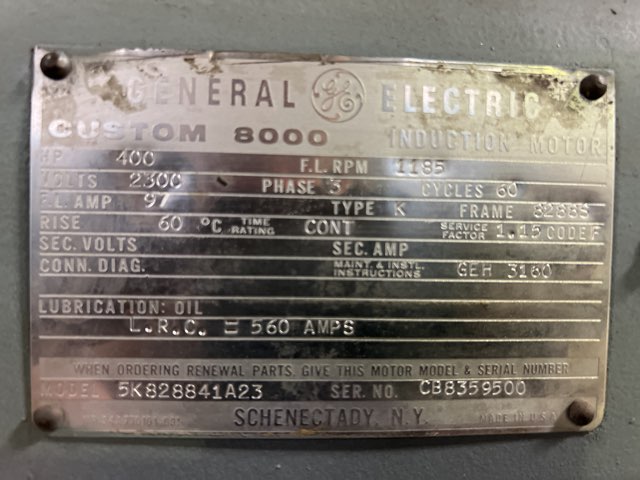 GENERAL GE ELECTRIC
CUSTOM 8000 INDUCTION MOTOR
HP 400 F.L. RPM 1185
VOLTS 2300 PHASE 3 CYCLES 60
F.L. AMP 97 TYPE K FRAME 8288S
RISE 60 °C TIME RATING CONT SERVICE FACTOR 1.15 CODE F
SEC. VOLTS SEC. AMP
CONN. DIAG. MAINT. & INSTL. INSTRUCTIONS GEH 3160
LUBRICATION: OIL
L.R.C. = 560 AMPS
WHEN ORDERING RENEWAL PARTS, GIVE THIS MOTOR MODEL & SERIAL NUMBER
MODEL 5K828841A23 SER. NO. CB8359500
SCHENECTADY, N.Y. MADE IN U.S.A.